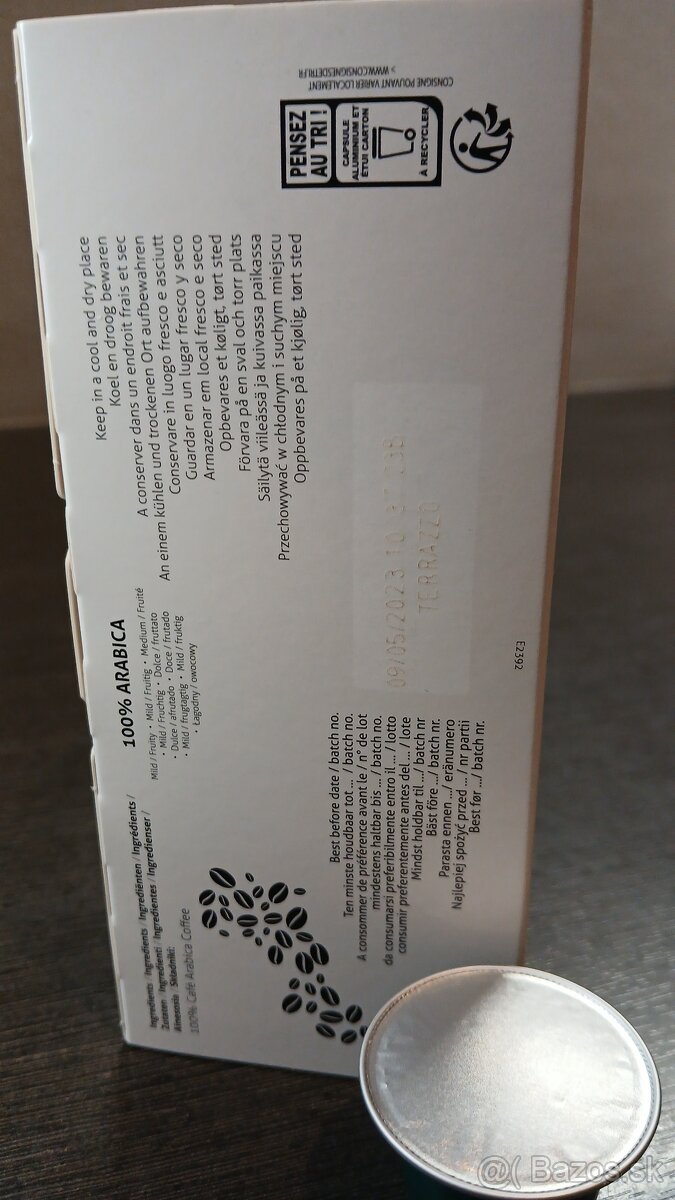 CONSIGNE POUVANT VARIER LOCALEMENT
> WWW.CONSIGNESDETRI.FR
PENSEZ
AU TRI !
CAPSULE
ALUMINIUM ET
ÉTUI CARTON
À RECYCLER
Keep in a cool and dry place
Koel en droog bewaren
A conserver dans un endroit frais et sec
An einem kühlen und trockenen Ort aufbewahren
Conservare in luogo fresco e asciutt
Guardar en un lugar fresco y seco
Armazenar em local fresco e seco
Opbevares et køligt, tørt sted
Förvara på en sval och torr plats
Säilytä viileässä ja kuivassa paikassa
Przechowywać w chłodnym i suchym miejscu
Oppbevares på et kjølig, tørt sted
100% ARABICA
Mild / Fruity • Mild / Fruitig • Medium / Fruité
• Mild / Fruchtig • Dolce / fruttato
• Dulce / afrutado • Doce / frutado
• Mild / frugtagtig • Mild / fruktig
• Łagodny / owocowy
Ingredients / Ingredients / Ingrediënten / Ingrédients /
Zutaten / Ingredienti / Ingredientes / Ingredienser /
Ainesosia / Składniki:
100% Café Arabica Coffee
Best before date / batch no.
Ten minste houdbaar tot ... / batch no.
A consommer de préférence avant le / n° de lot
mindestens haltbar bis ... / batch no.
da consumarsi preferribilmente entro il ... / lotto
consumir preferentemente antes del ... / lote
Mindst holdbar til .../ batch nr
Bäst före .../ batch nr.
Parasta ennen .../ eränumero
Najlepiej spożyć przed ... / nr partii
Best før .../ batch nr.
09/05/2023 10
TERRAZZO
E2392
@( Bazos.sk